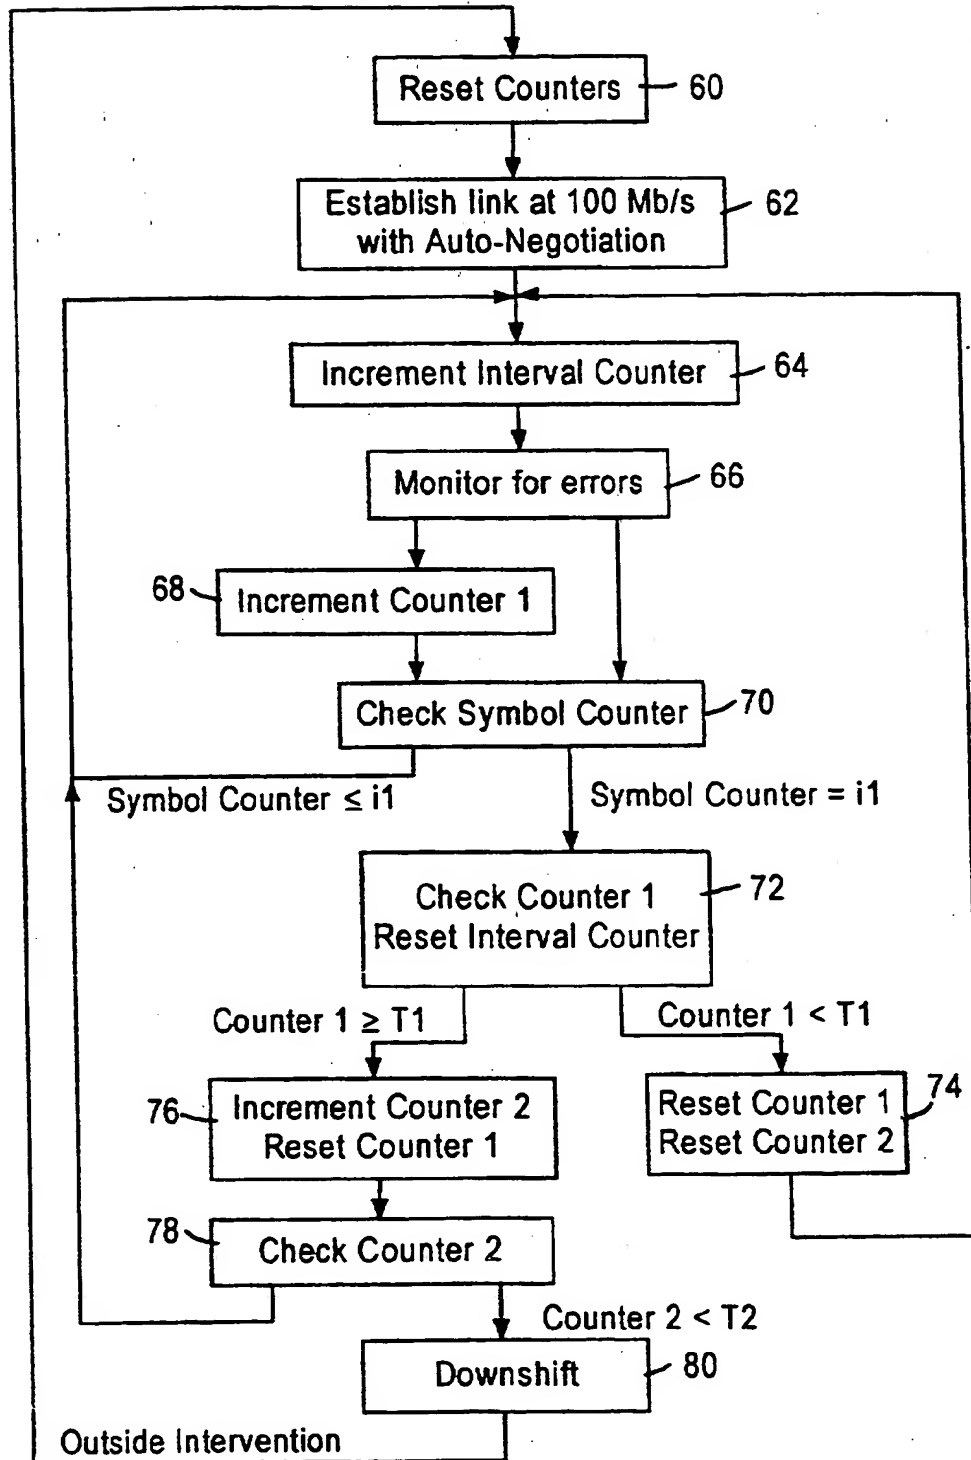 Reset Counters
60
Establish link at 100 Mb/s
with Auto-Negotiation
62
Increment Interval Counter
64
Monitor for errors
66
68
Increment Counter 1
Check Symbol Counter
70
Symbol Counter ≤ i1
Symbol Counter = i1
Check Counter 1
Reset Interval Counter
72
Counter 1 ≥ T1
Counter 1 < T1
76
Increment Counter 2
Reset Counter 1
Reset Counter 1
Reset Counter 2
74
78
Check Counter 2
Counter 2 < T2
Downshift
80
Outside Intervention